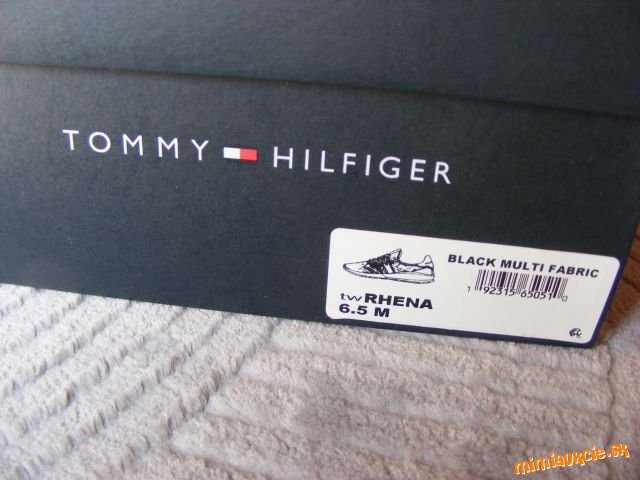 TOMMY HILFIGER
BLACK MULTI FABRIC
1 92315 65051 0
twRHENA
6.5 M
mimiaukcie.sk